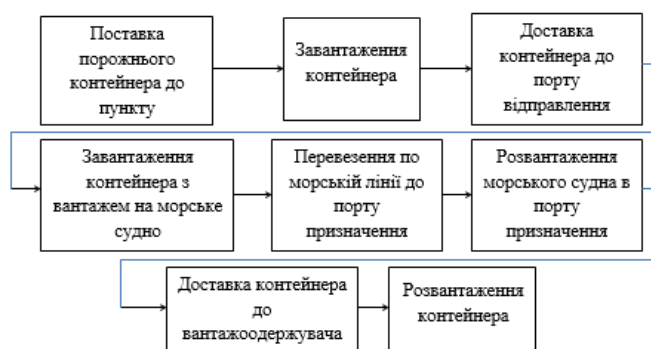 Поставка
порожнього
контейнера до
пункту
Завантаження
контейнера
Доставка
контейнера до
порту
відправлення
Завантаження
контейнера з
вантажем на морське
судно
Перевезення по
морській лінії до
порту
призначення
Розвантаження
морського судна в
порту
призначення
Доставка контейнера
до
вантажоодержувача
Розвантаження
контейнера